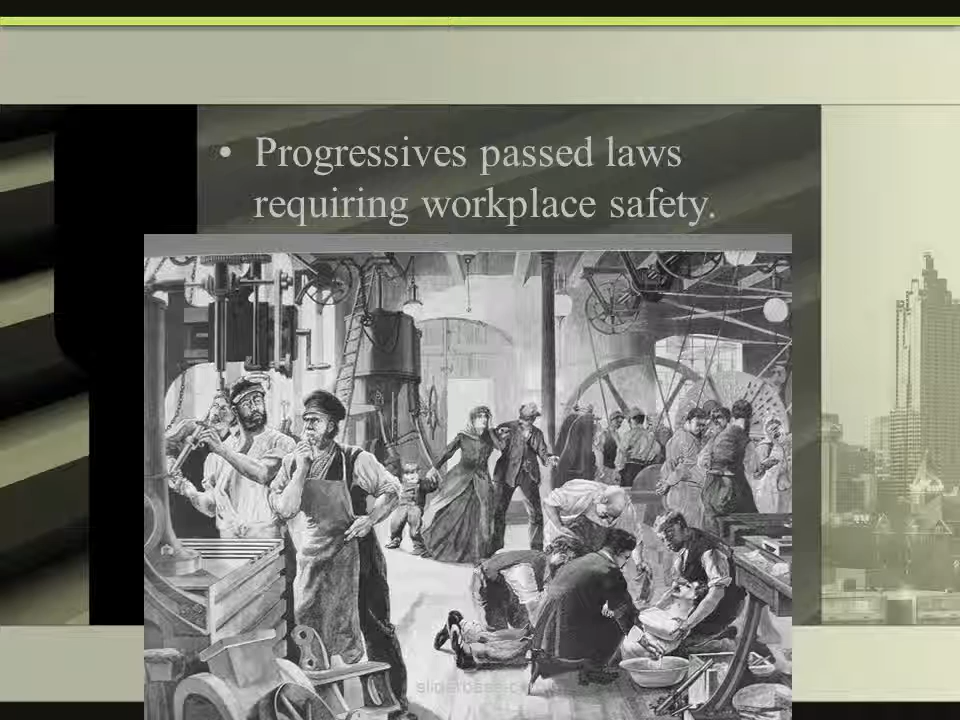 • Progressives passed laws
requiring workplace safety.